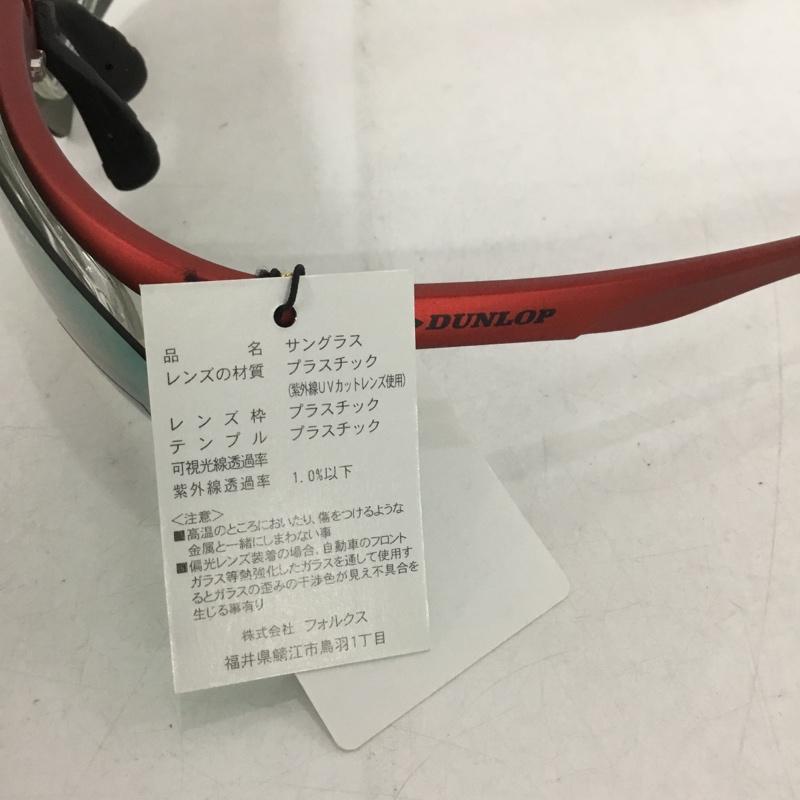 DUNLOP
品名 サングラス
レンズの材質 プラスチック
(紫外線UVカットレンズ使用)
レンズ枠 プラスチック
テンプル プラスチック
可視光線透過率
紫外線透過率 1.0%以下
<注意>
■高温のところにおいたり、傷をつけるような
金属と一緒にしまわない事
■偏光レンズ装着の場合、自動車のフロント
ガラス等熱強化したガラスを通して使用す
るとガラスの歪みの干渉色が見え不具合を
生じる事有り
株式会社 フォルクス
福井県鯖江市鳥羽1丁目